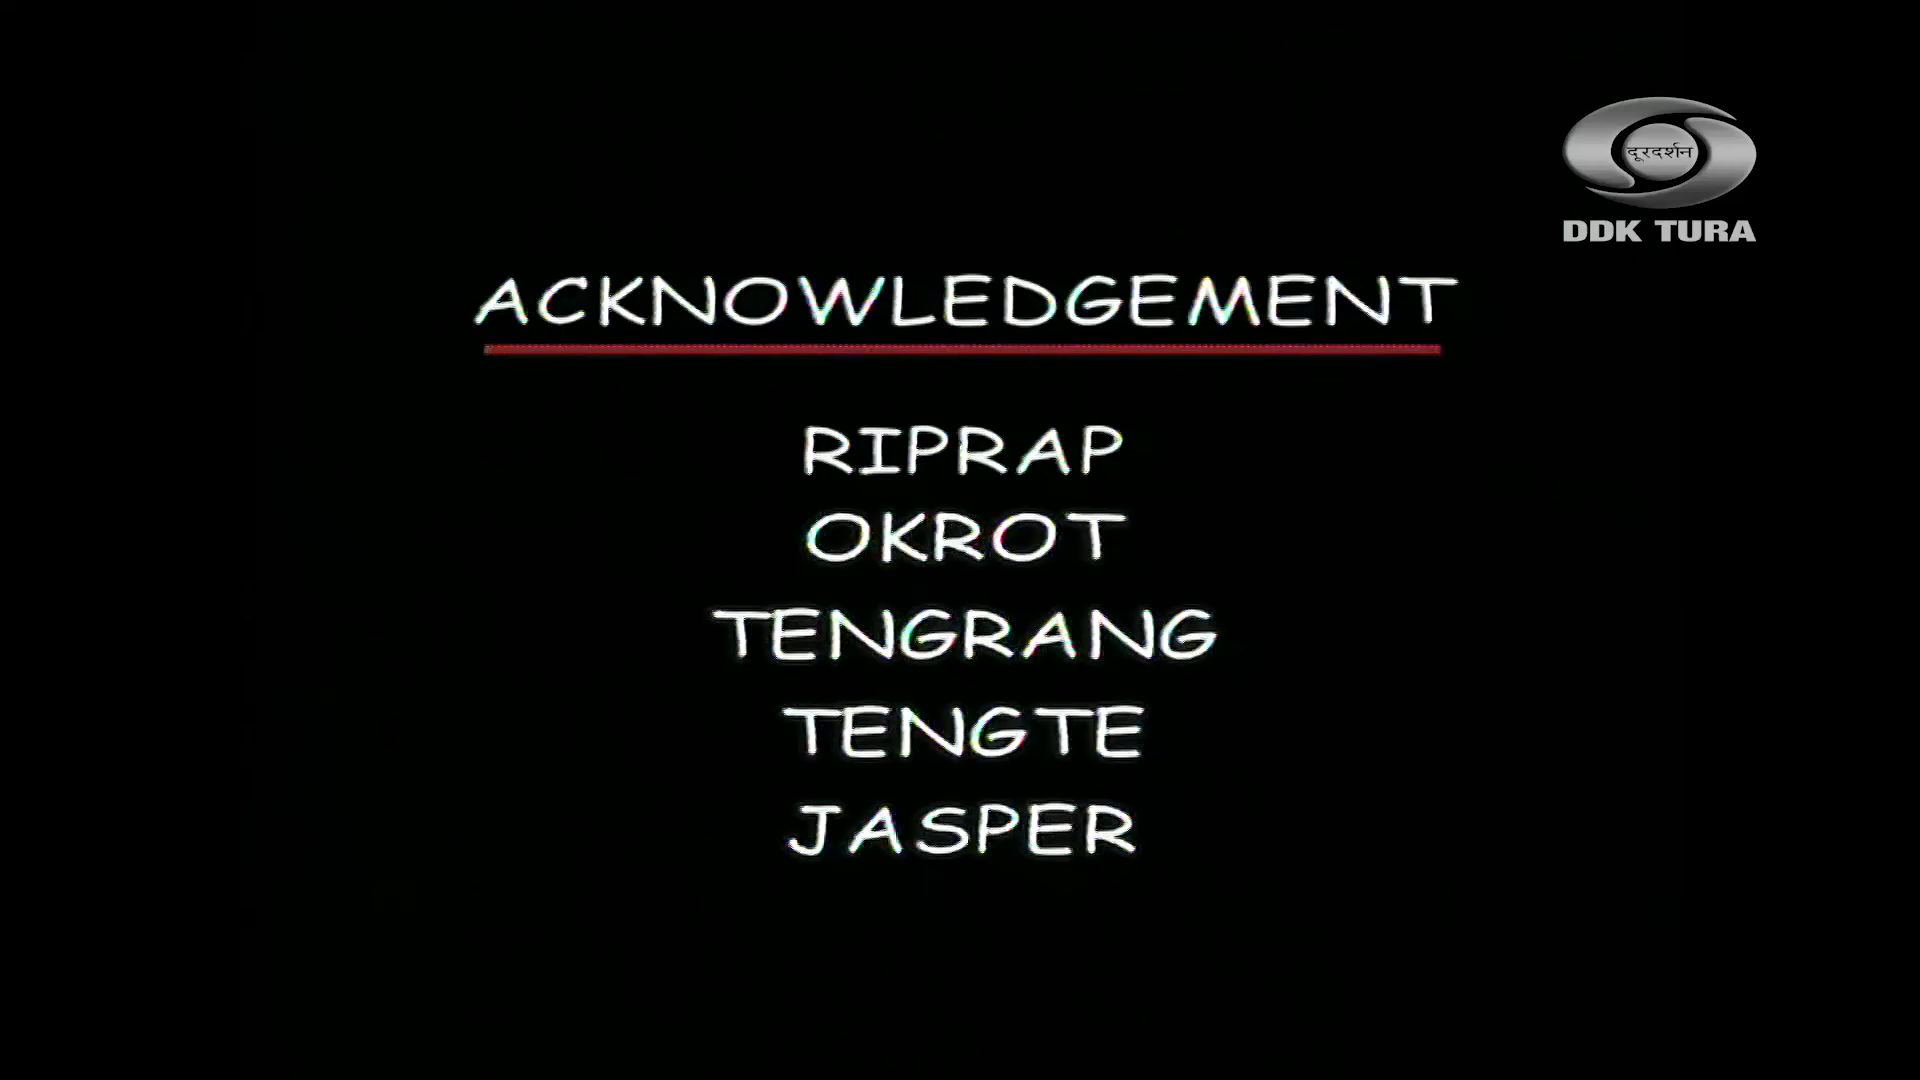 दूरदर्शन
DDK TURA
ACKNOWLEDGEMENT
RIPRAP
OKROT
TENGRANG
TENGTE
JASPER